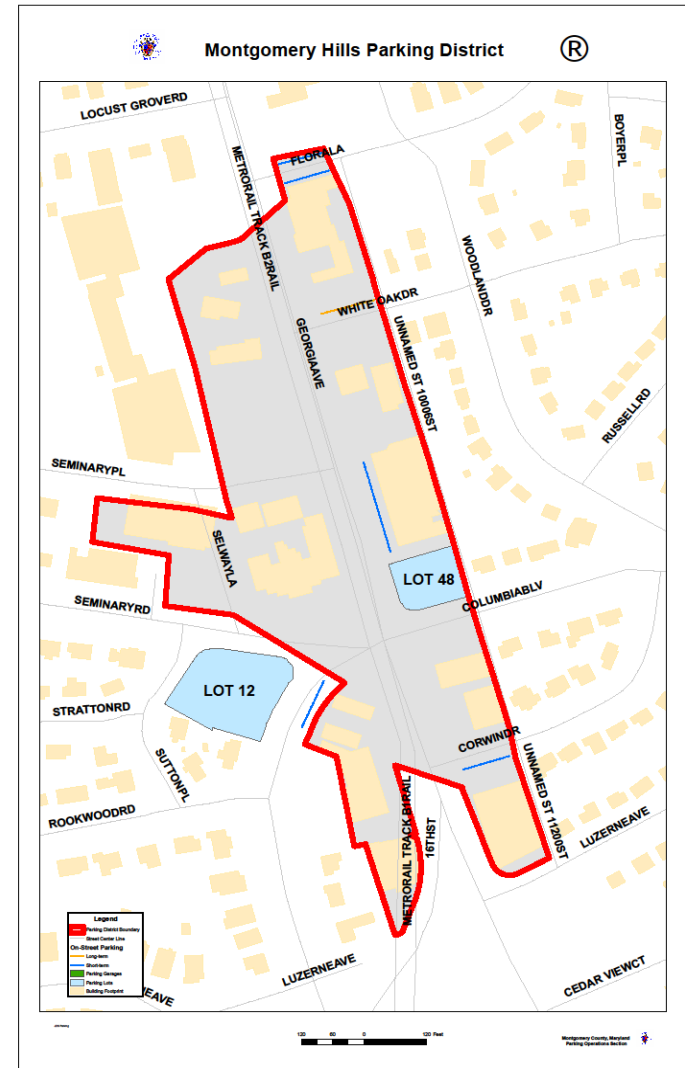 Montgomery Hills Parking District
®
LOCUST GROVERD
FLORALA
BOYERPL
METRORAIL TRACK B2RAIL
WOODLANDDR
WHITE OAKDR
GEORGIAAVE
UNNAMED ST 10006ST
RUSSELLRD
SEMINARYPL
SELWAYLA
LOT 48
COLUMBIABLV
SEMINARYRD
LOT 12
STRATTONRD
CORWINDR
SUTTONPL
UNNAMED ST 11200ST
METRORAIL TRACK B1RAIL
16THST
ROOKWOODRD
LUZERNEAVE
Legend
Parking District Boundary
Street Center Line
On-Street Parking
Long-term
Short-term
Parking Garages
Parking Lots
Building Footprint
LUZERNEAVE
CEDAR VIEWCT
120 60 0 120 Feet
Montgomery County, Maryland
Parking Operations Section